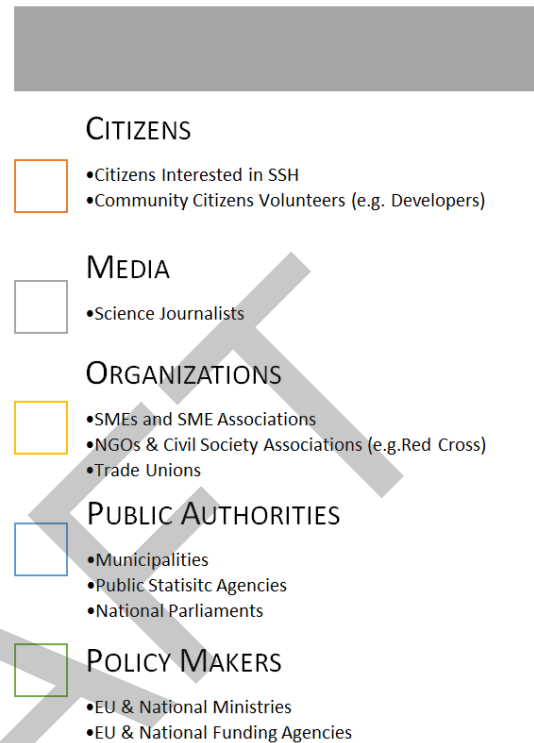 CITIZENS
•Citizens Interested in SSH
•Community Citizens Volunteers (e.g. Developers)
MEDIA
•Science Journalists
ORGANIZATIONS
•SMEs and SME Associations
•NGOs & Civil Society Associations (e.g.Red Cross)
•Trade Unions
PUBLIC AUTHORITIES
•Municipalities
•Public Statisitc Agencies
•National Parliaments
POLICY MAKERS
•EU & National Ministries
•EU & National Funding Agencies